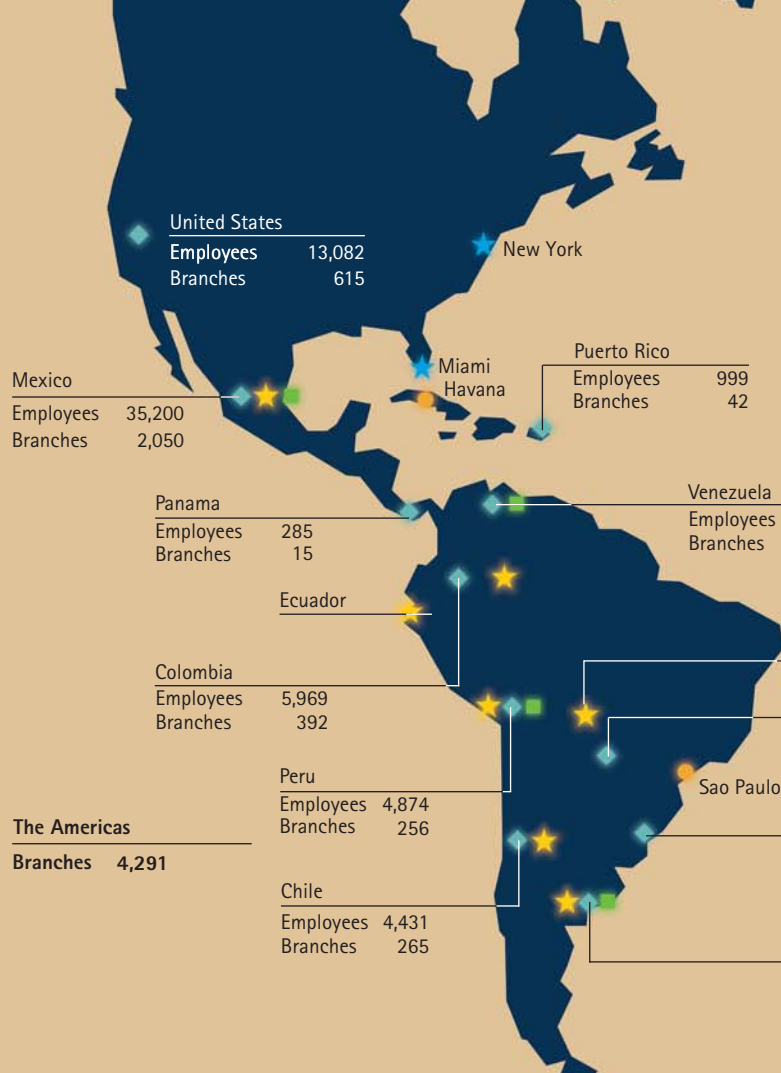 United States
Employees 13,082
Branches 615
New York
Miami
Havana
Puerto Rico
Employees 999
Branches 42
Mexico
Employees 35,200
Branches 2,050
Venezuela
Employees
Branches
Panama
Employees 285
Branches 15
Ecuador
Colombia
Employees 5,969
Branches 392
Peru
Employees 4,874
Branches 256
Sao Paulo
The Americas
Branches 4,291
Chile
Employees 4,431
Branches 265